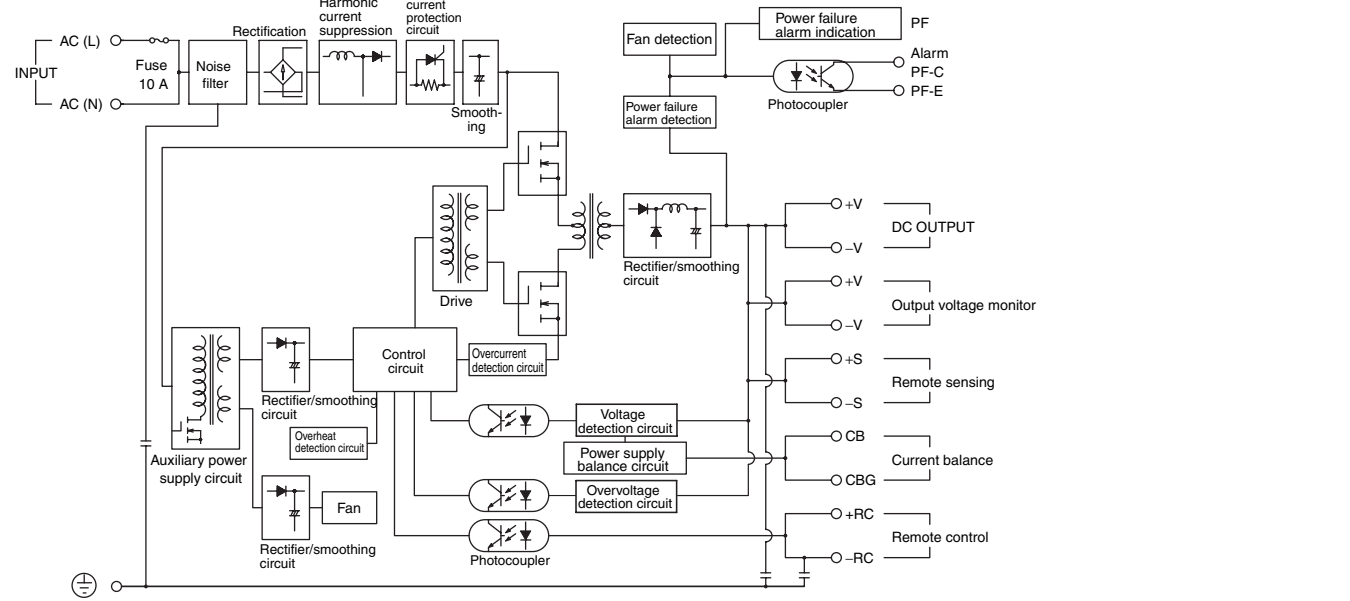 Harmonic
current
suppression
current
protection
circuit
Rectification
AC (L)
INPUT
AC (N)
Fuse
10 A
Noise
filter
Smooth-
ing
Fan detection
Power failure
alarm indication
PF
Alarm
PF-C
PF-E
Photocoupler
Power failure
alarm detection
Drive
Rectifier/smoothing
circuit
+V
−V
DC OUTPUT
+V
−V
Output voltage monitor
+S
−S
Remote sensing
CB
CBG
Current balance
+RC
−RC
Remote control
Control
circuit
Overcurrent
detection circuit
Rectifier/smoothing
circuit
Overheat
detection circuit
Auxiliary power
supply circuit
Voltage
detection circuit
Power supply
balance circuit
Overvoltage
detection circuit
Fan
Rectifier/smoothing
circuit
Photocoupler